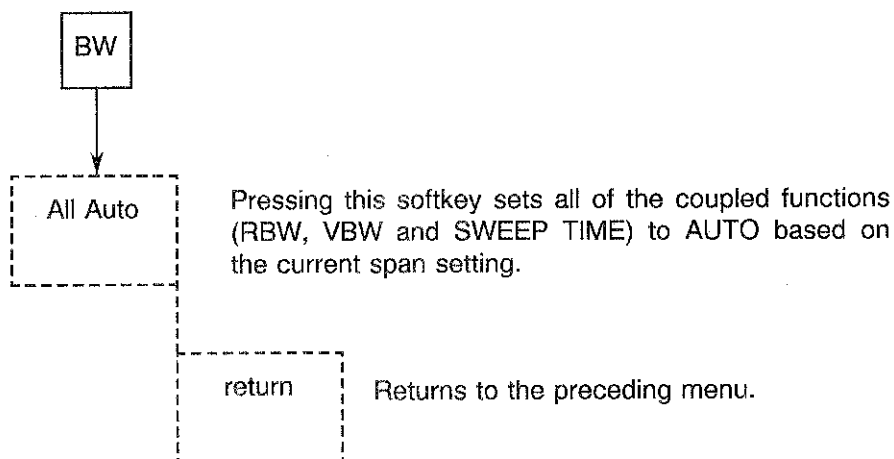 BW
All Auto
Pressing this softkey sets all of the coupled functions
(RBW, VBW and SWEEP TIME) to AUTO based on
the current span setting.
return
Returns to the preceding menu.